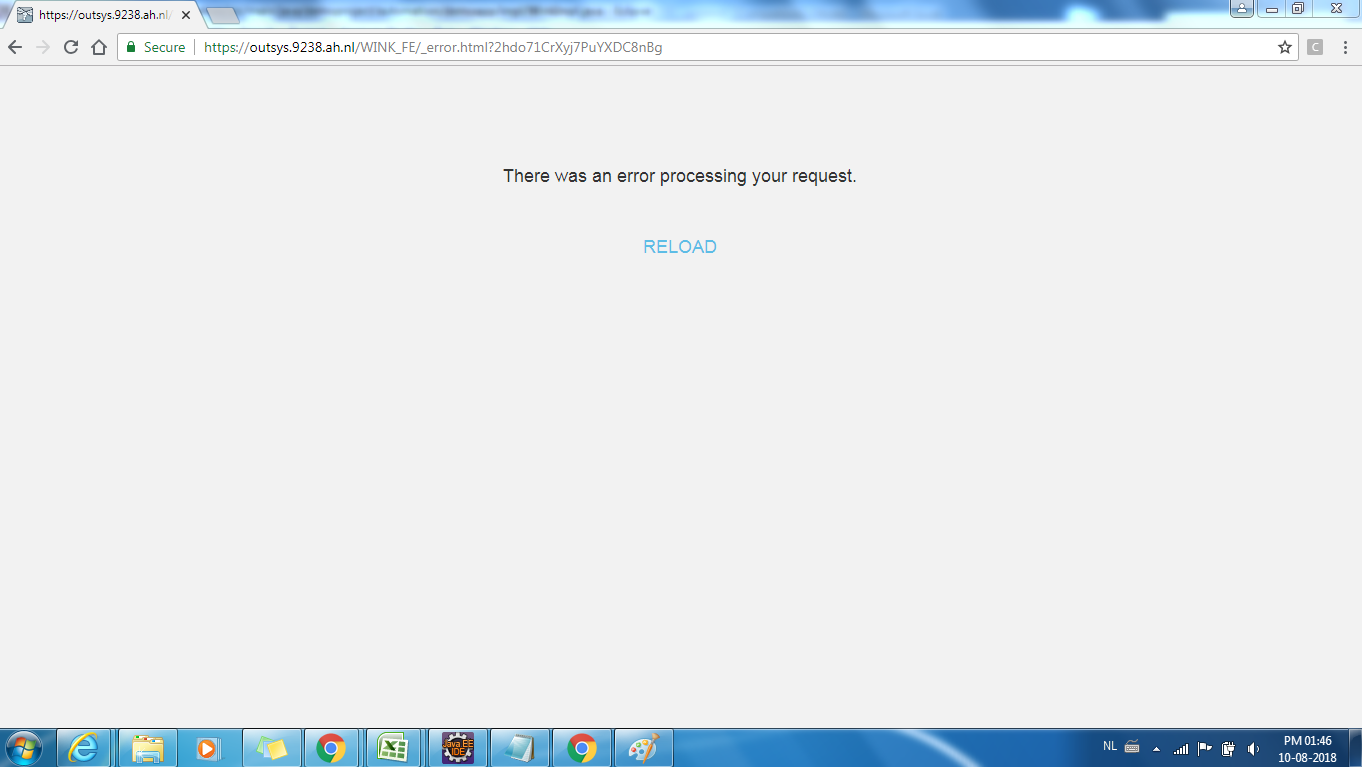 https://outsys.9238.ah.nl/
Secure
https://outsys.9238.ah.nl/WINK_FE/_error.html?2hdo71CrXyj7PuYXDC8nBg
C
There was an error processing your request.
RELOAD
Java EE
IDE
NL
PM 01:46
10-08-2018